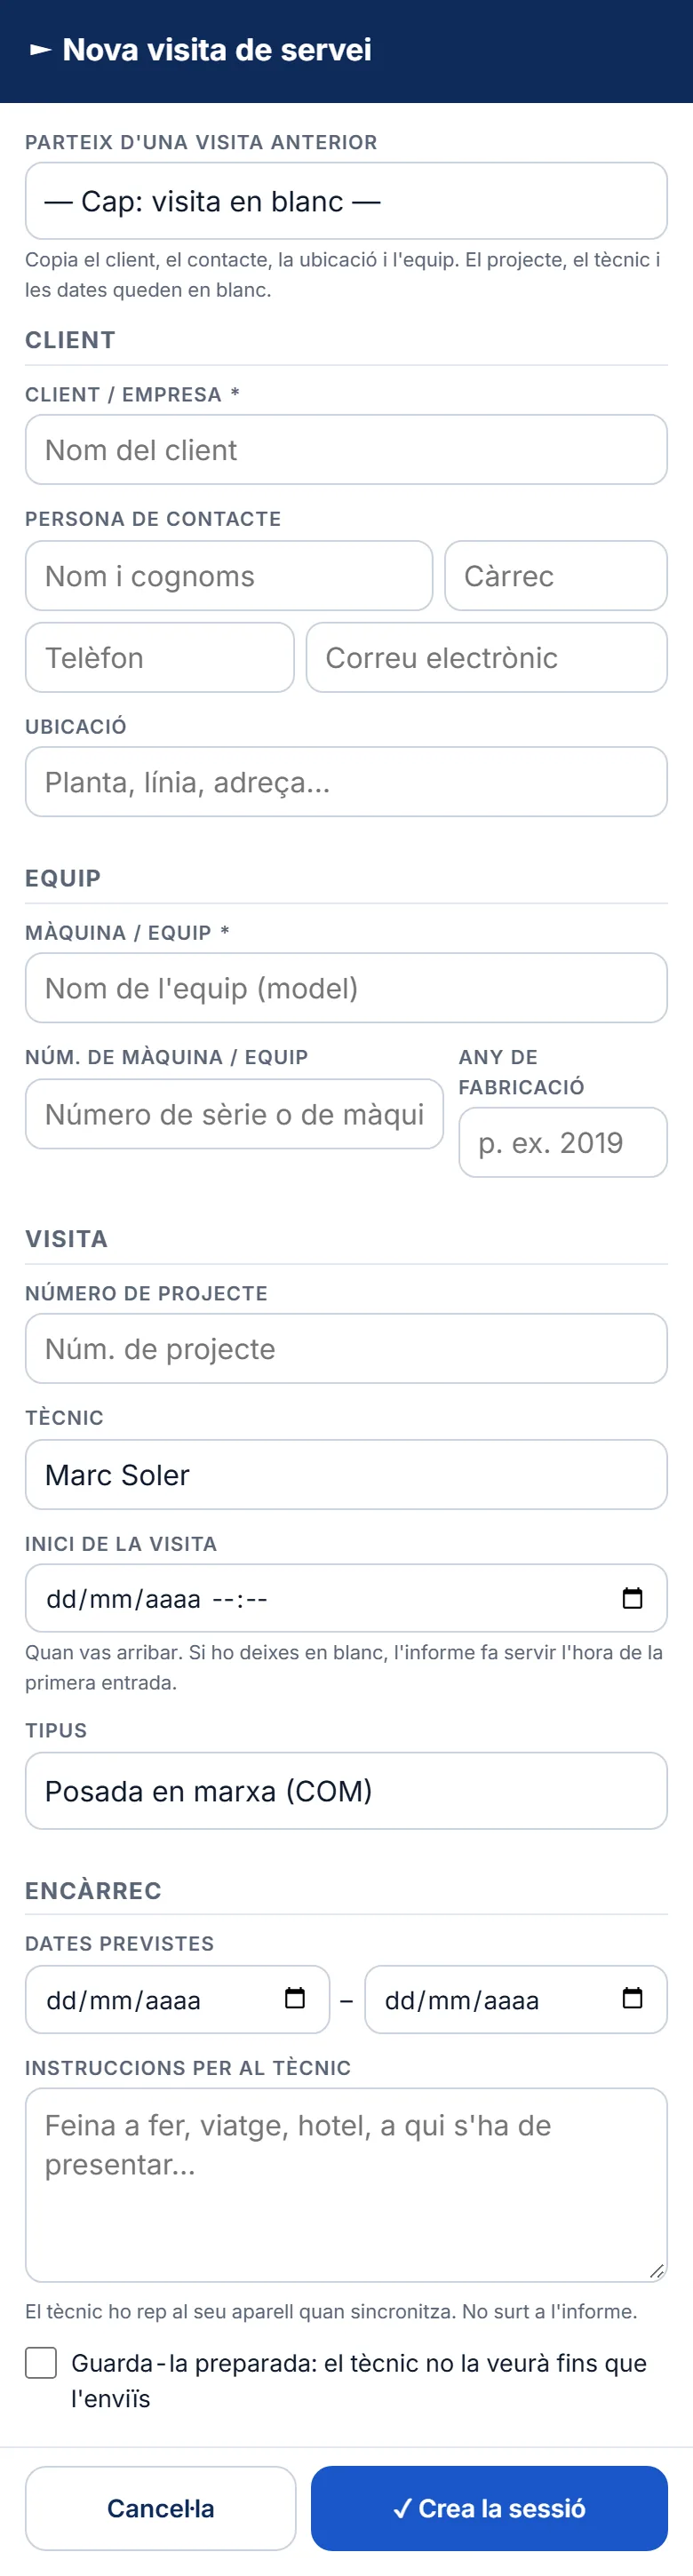 ► Nova visita de servei
PARTEIX D'UNA VISITA ANTERIOR
— Cap: visita en blanc —
Copia el client, el contacte, la ubicació i l'equip. El projecte, el tècnic i
les dates queden en blanc.
CLIENT
CLIENT / EMPRESA *
Nom del client
PERSONA DE CONTACTE
Nom i cognoms
Càrrec
Telèfon
Correu electrònic
UBICACIÓ
Planta, línia, adreça...
EQUIP
MÀQUINA / EQUIP *
Nom de l'equip (model)
NÚM. DE MÀQUINA / EQUIP
Número de sèrie o de màqui
ANY DE
FABRICACIÓ
p. ex. 2019
VISITA
NÚMERO DE PROJECTE
Núm. de projecte
TÈCNIC
Marc Soler
INICI DE LA VISITA
dd/mm/aaaa --:--
Quan vas arribar. Si ho deixes en blanc, l'informe fa servir l'hora de la
primera entrada.
TIPUS
Posada en marxa (COM)
ENCÀRREC
DATES PREVISTES
dd/mm/aaaa – dd/mm/aaaa
INSTRUCCIONS PER AL TÈCNIC
Feina a fer, viatge, hotel, a qui s'ha de
presentar...
El tècnic ho rep al seu aparell quan sincronitza. No surt a l'informe.
Guarda-la preparada: el tècnic no la veurà fins que
l'enviïs
Cancel·la
✓ Crea la sessió